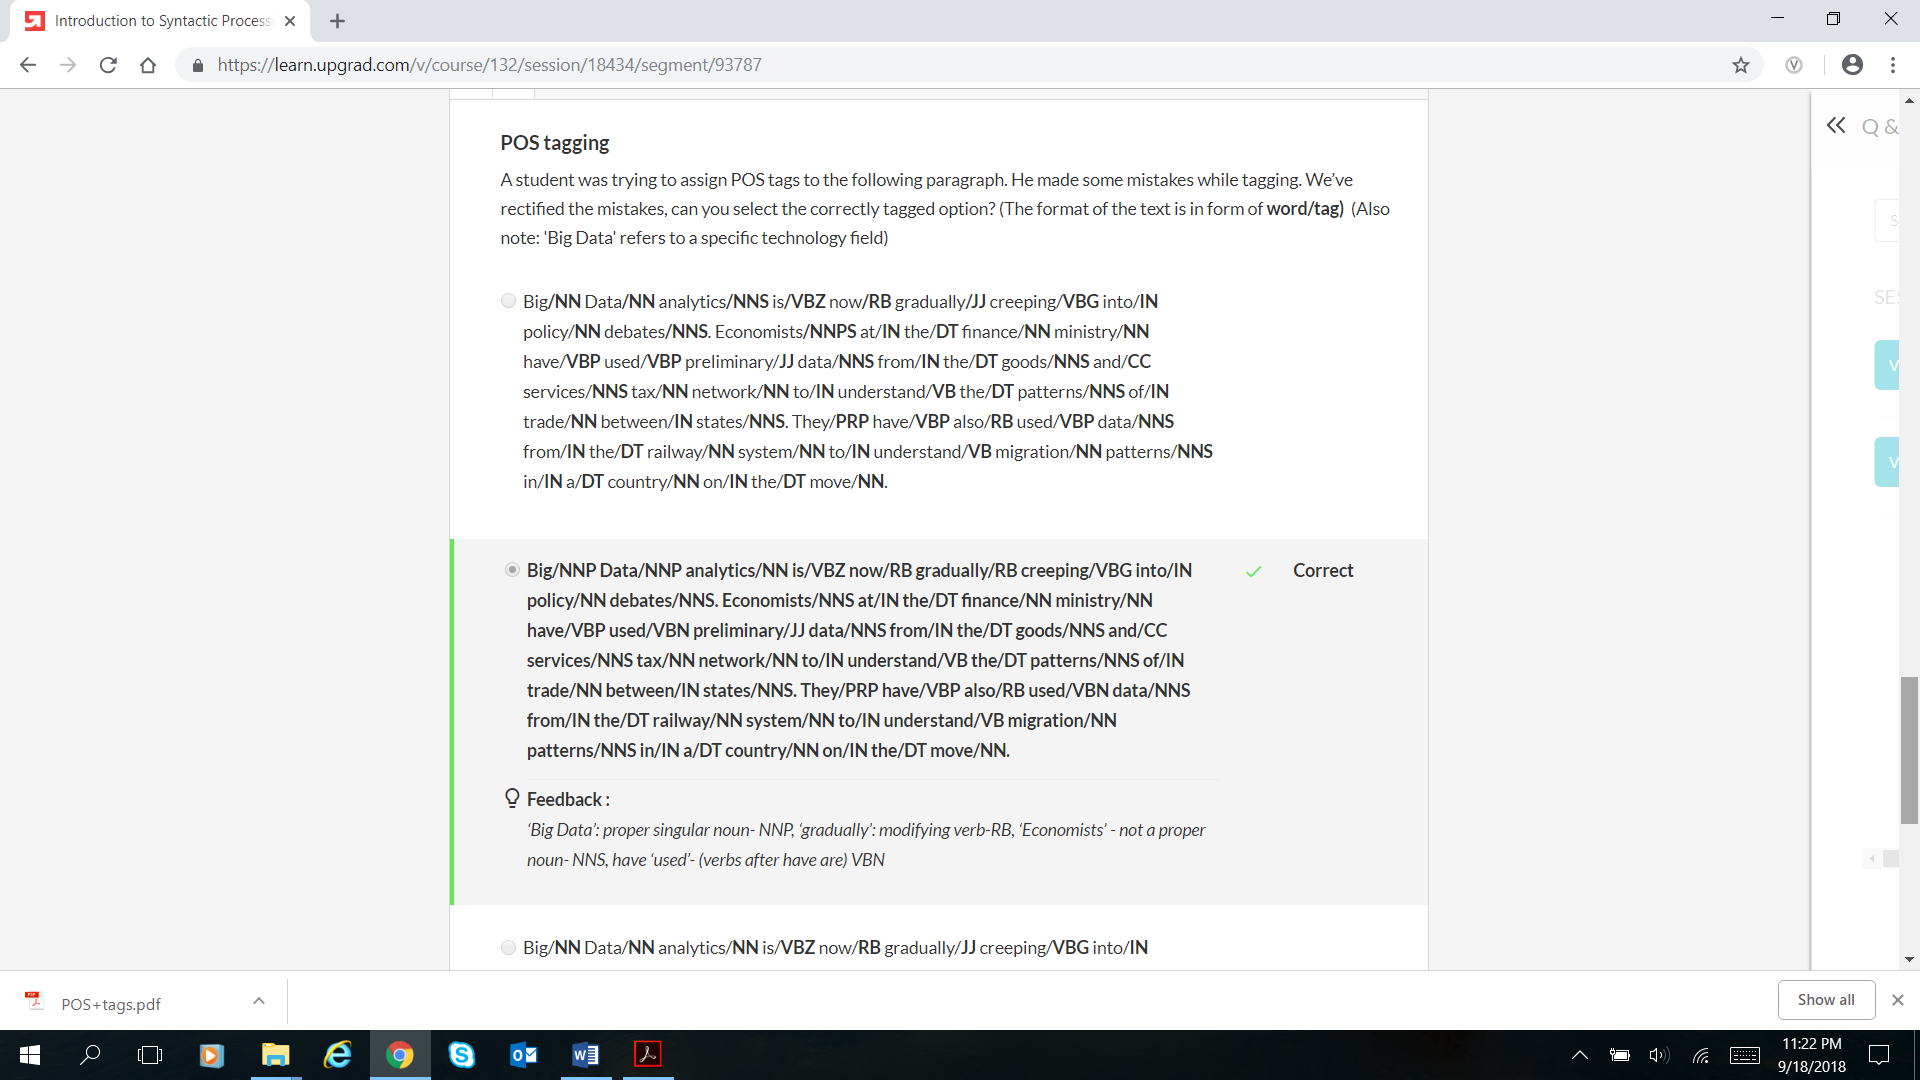 Introduction to Syntactic Process
https://learn.upgrad.com/v/course/132/session/18434/segment/93787
POS tagging
A student was trying to assign POS tags to the following paragraph. He made some mistakes while tagging. We’ve
rectified the mistakes, can you select the correctly tagged option? (The format of the text is in form of word/tag) (Also
note: 'Big Data' refers to a specific technology field)
Big/NN Data/NN analytics/NNS is/VBZ now/RB gradually/JJ creeping/VBG into/IN
policy/NN debates/NNS. Economists/NNPS at/IN the/DT finance/NN ministry/NN
have/VBP used/VBP preliminary/JJ data/NNS from/IN the/DT goods/NNS and/CC
services/NNS tax/NN network/NN to/IN understand/VB the/DT patterns/NNS of/IN
trade/NN between/IN states/NNS. They/PRP have/VBP also/RB used/VBP data/NNS
from/IN the/DT railway/NN system/NN to/IN understand/VB migration/NN patterns/NNS
in/IN a/DT country/NN on/IN the/DT move/NN.
Big/NNP Data/NNP analytics/NN is/VBZ now/RB gradually/RB creeping/VBG into/IN
policy/NN debates/NNS. Economists/NNS at/IN the/DT finance/NN ministry/NN
have/VBP used/VBN preliminary/JJ data/NNS from/IN the/DT goods/NNS and/CC
services/NNS tax/NN network/NN to/IN understand/VB the/DT patterns/NNS of/IN
trade/NN between/IN states/NNS. They/PRP have/VBP also/RB used/VBN data/NNS
from/IN the/DT railway/NN system/NN to/IN understand/VB migration/NN
patterns/NNS in/IN a/DT country/NN on/IN the/DT move/NN.
Correct
Feedback :
‘Big Data’: proper singular noun- NNP, ‘gradually’: modifying verb-RB, ‘Economists’ - not a proper
noun- NNS, have ‘used’- (verbs after have are) VBN
Big/NN Data/NN analytics/NN is/VBZ now/RB gradually/JJ creeping/VBG into/IN
Q &
S
SES
V
V
POS+tags.pdf
Show all
11:22 PM
9/18/2018